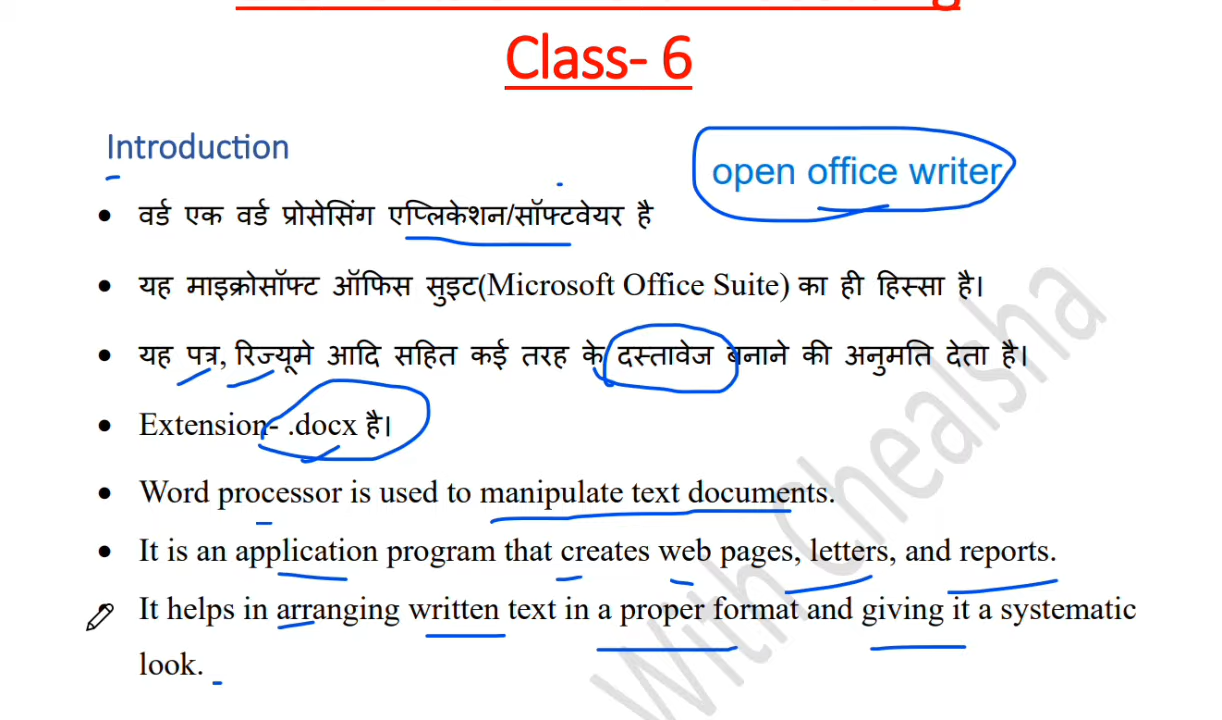 Class- 6
Introduction
open office writer
• वर्ड एक वर्ड प्रोसेसिंग एप्लिकेशन/सॉफ्टवेयर है
• यह माइक्रोसॉफ्ट ऑफिस सुइट(Microsoft Office Suite) का ही हिस्सा है।
• यह पत्र, रिज्यूमे आदि सहित कई तरह के दस्तावेज बनाने की अनुमति देता है।
• Extension- .docx है।
• Word processor is used to manipulate text documents.
• It is an application program that creates web pages, letters, and reports.
It helps in arranging written text in a proper format and giving it a systematic
look.
With Chealsha